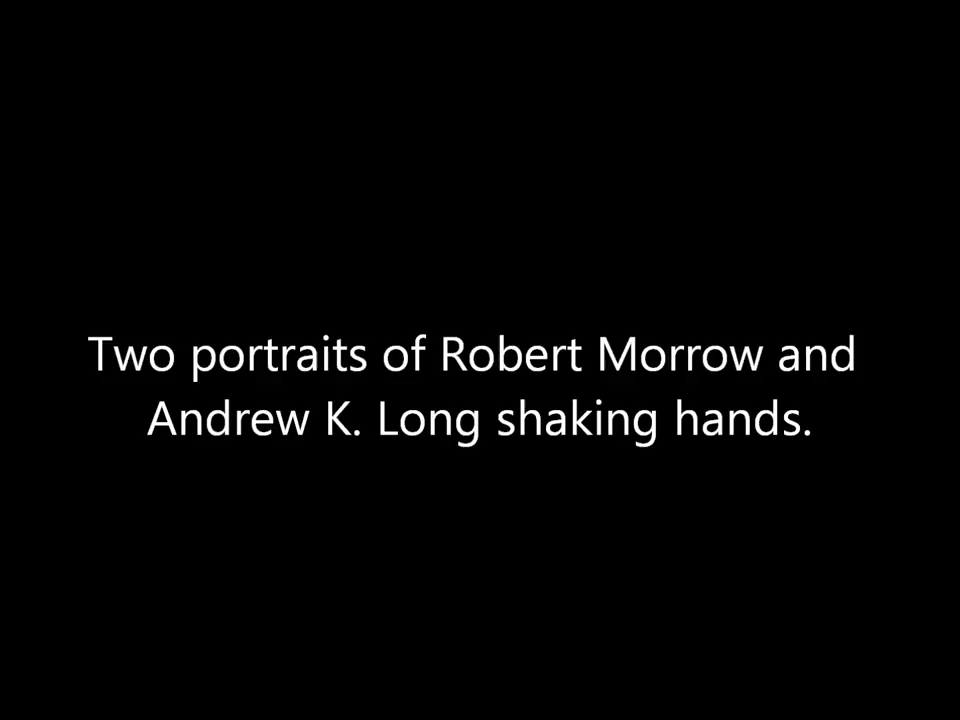 Two portraits of Robert Morrow and
Andrew K. Long shaking hands.